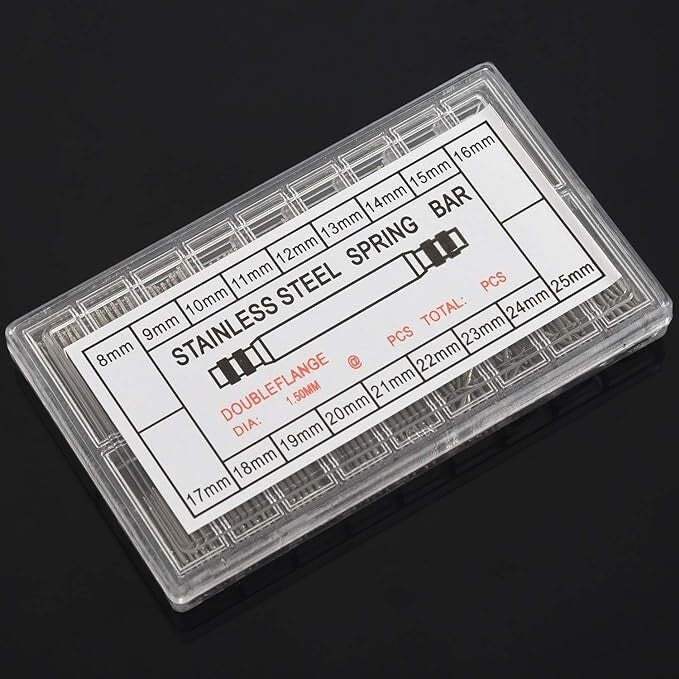 8mm 9mm 10mm 11mm 12mm 13mm 14mm 15mm 16mm
STAINLESS STEEL SPRING BAR
DOUBLEFLANGE @ PCS TOTAL: PCS
DIA: 1.50MM
17mm 18mm 19mm 20mm 21mm 22mm 23mm 24mm 25mm